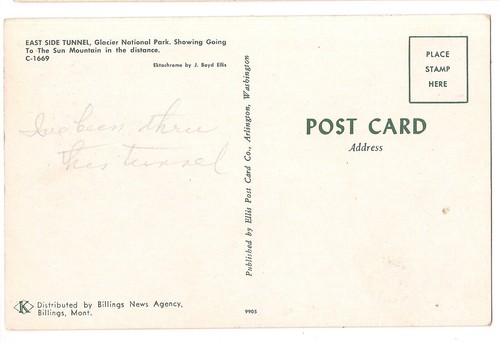 EAST SIDE TUNNEL, Glacier National Park. Showing Going
To The Sun Mountain in the distance.
C-1669
Ektachrome by J. Boyd Ellis
I've been thru
this tunnel
Published by Ellis Post Card Co., Arlington, Washington
PLACE
STAMP
HERE
POST CARD
Address
K
Distributed by Billings News Agency,
Billings, Mont.
9905